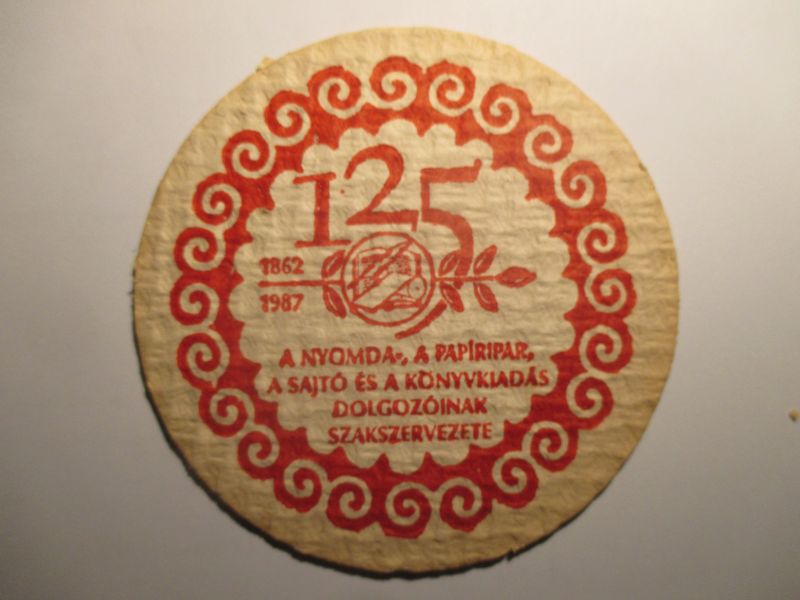 125
1862
1987
A NYOMDA-, A PAPÍRIPAR,
A SAJTÓ ÉS A KÖNYVKIADÁS
DOLGOZÓINAK
SZAKSZERVEZETE